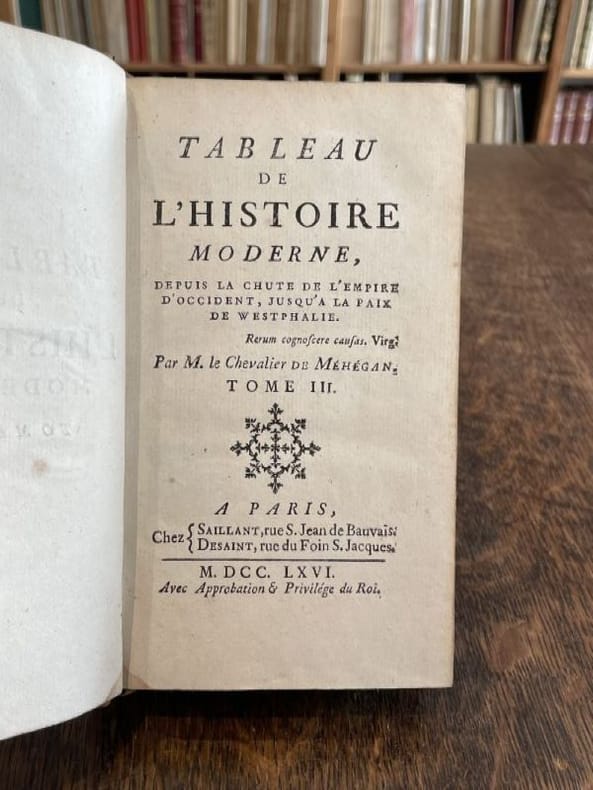 TABLEAU
DE
L'HISTOIRE
MODERNE,
DEPUIS LA CHUTE DE L'EMPIRE
D'OCCIDENT, JUSQU'A LA PAIX
DE WESTPHALIE.
Rerum cognoſcere cauſas. Virg.
Par M. le Chevalier DE MÉHÉGAN.
TOME III.
A PARIS,
Chez { SAILLANT, rue S. Jean de Bauvais.
DESAINT, rue du Foin S. Jacques.
M. DCC. LXVI.
Avec Approbation & Privilége du Roi.